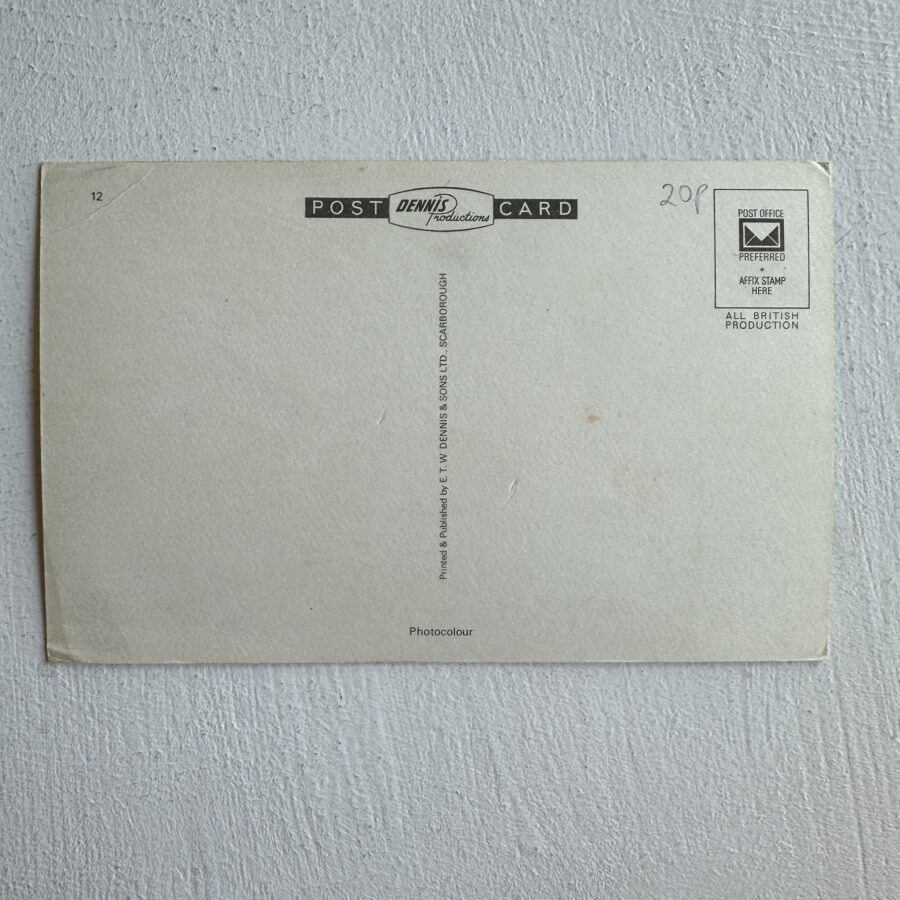 12
POST DENNIS Productions CARD
20p
POST OFFICE
PREFERRED
AFFIX STAMP
HERE
ALL BRITISH
PRODUCTION
Printed & Published by E. T. W. DENNIS & SONS LTD., SCARBOROUGH
Photocolour